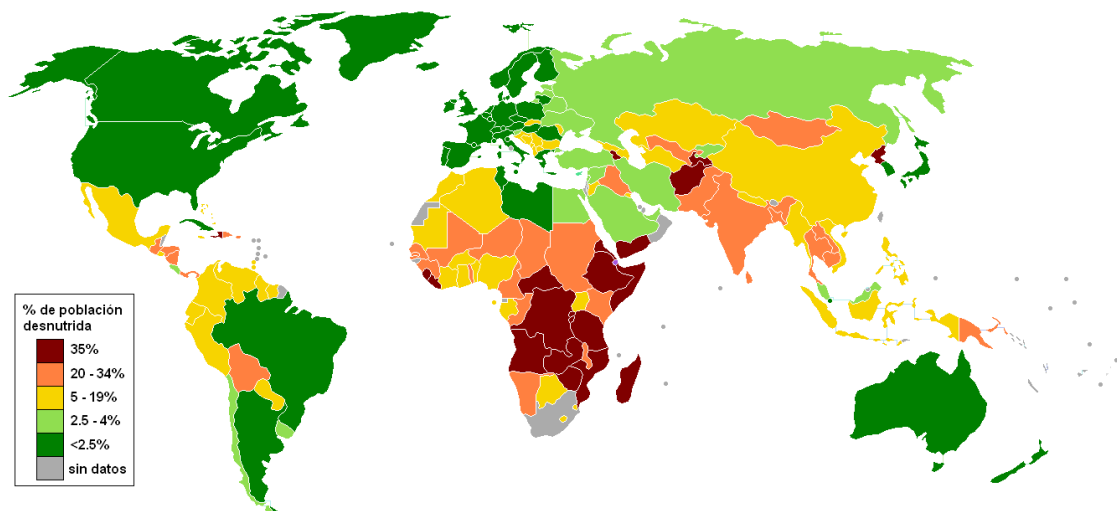 % de población
desnutrida
35%
20 - 34%
5 - 19%
2.5 - 4%
<2.5%
sin datos